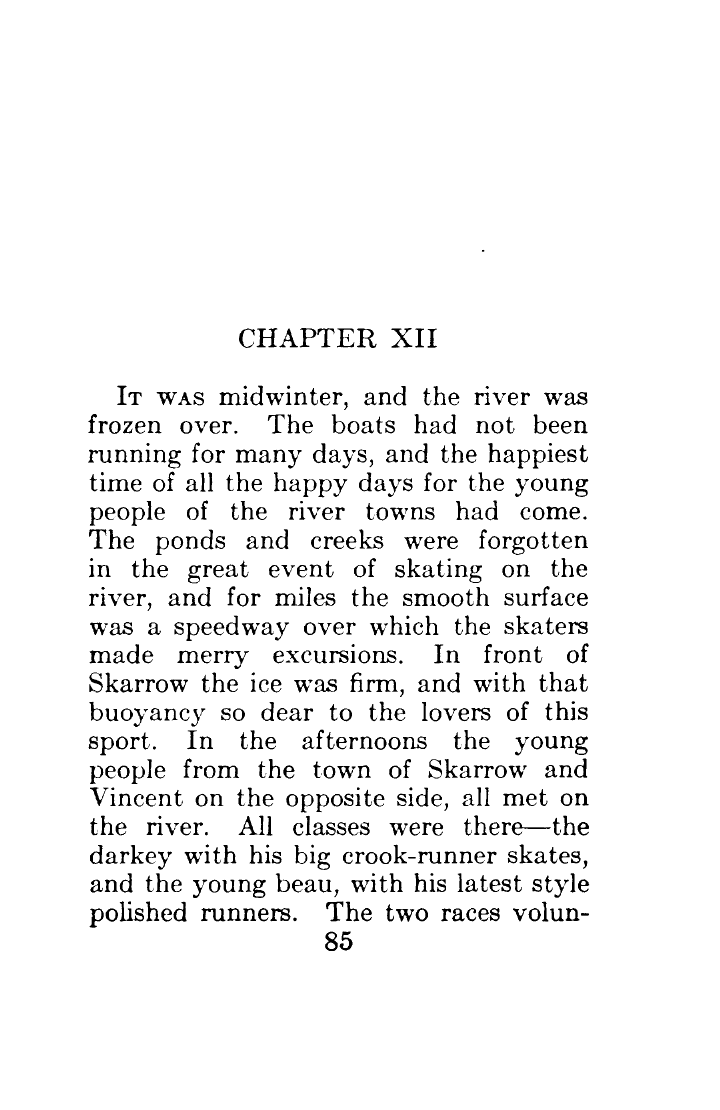 CHAPTER XII
It was midwinter, and the river was
frozen over. The boats had not been
running for many days, and the happiest
time of all the happy days for the young
people of the river towns had come.
The ponds and creeks were forgotten
in the great event of skating on the
river, and for miles the smooth surface
was a speedway over which the skaters
made merry excursions. In front of
Skarrow the ice was firm, and with that
buoyancy so dear to the lovers of this
sport. In the afternoons the young
people from the town of Skarrow and
Vincent on the opposite side, all met on
the river. All classes were there—the
darkey with his big crook-runner skates,
and the young beau, with his latest style
polished runners. The two races volun-
85